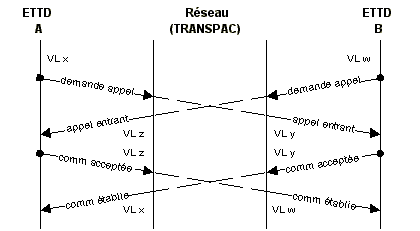 ETTD Réseau ETTD
A (TRANSPAC) B
VL x VL w
demande appel demande appel
appel entrant appel entrant
VL z VL y
VL z VL y
comm acceptée comm acceptée
comm établie comm établie
VL x VL w